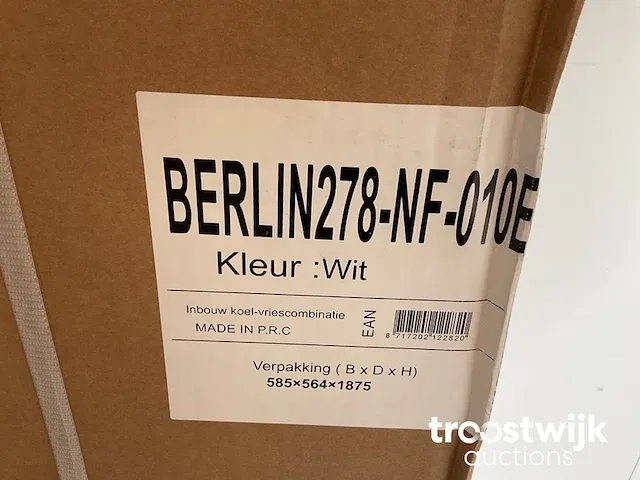 BERLIN278-NF-010E
Kleur :Wit
Inbouw koel-vriescombinatie
MADE IN P.R.C
EAN
8 717202 122820
Verpakking ( B x D x H)
585×564×1875
troostwijk
auctions